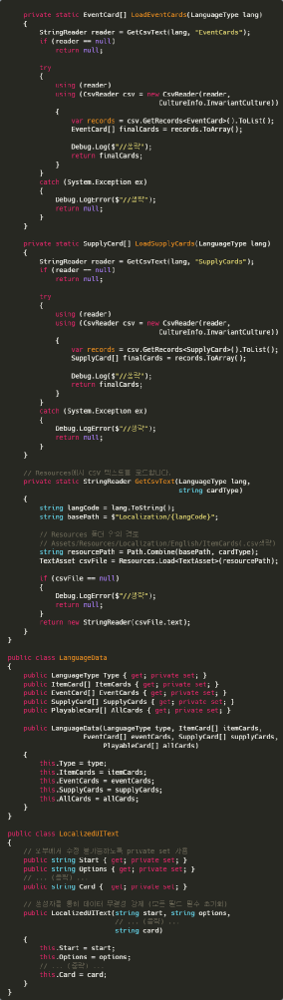 private static EventCard[] LoadEventCards(LanguageType lang)
{
StringReader reader = GetCsvText(lang, "EventCards");
if (reader == null)
return null;
try
{
using (reader)
using (CsvReader csv = new CsvReader(reader,
CultureInfo.InvariantCulture))
{
var records = csv.GetRecords<EventCard>().ToList();
EventCard[] finalCards = records.ToArray();
Debug.Log($"//생략");
return finalCards;
}
}
catch (System.Exception ex)
{
Debug.LogError($"//생략");
return null;
}
}
private static SupplyCard[] LoadSupplyCards(LanguageType lang)
{
StringReader reader = GetCsvText(lang, "SupplyCards");
if (reader == null)
return null;
try
{
using (reader)
using (CsvReader csv = new CsvReader(reader,
CultureInfo.InvariantCulture))
{
var records = csv.GetRecords<SupplyCard>().ToList();
SupplyCard[] finalCards = records.ToArray();
Debug.Log($"//생략");
return finalCards;
}
}
catch (System.Exception ex)
{
Debug.LogError($"//생략");
return null;
}
}
// Resources에서 CSV 텍스트를 로드합니다.
private static StringReader GetCsvText(LanguageType lang,
string cardType)
{
string langCode = lang.ToString();
string basePath = $"Localization/{langCode}";
// Resources 폴더 안의 경로
// Assets/Resources/Localization/English/ItemCards(.csv생략)
string resourcePath = Path.Combine(basePath, cardType);
TextAsset csvFile = Resources.Load<TextAsset>(resourcePath);
if (csvFile == null)
{
Debug.LogError($"//생략");
return null;
}
return new StringReader(csvFile.text);
}
}
public class LanguageData
{
public LanguageType Type { get; private set; }
public ItemCard[] ItemCards { get; private set; }
public EventCard[] EventCards { get; private set; }
public SupplyCard[] SupplyCards { get; private set; }
public PlayableCard[] AllCards { get; private set; }
public LanguageData(LanguageType type, ItemCard[] itemCards,
EventCard[] eventCards, SupplyCard[] supplyCards,
PlayableCard[] allCards)
{
this.Type = type;
this.ItemCards = itemCards;
this.EventCards = eventCards;
this.SupplyCards = supplyCards;
this.AllCards = allCards;
}
}
public class LocalizedUIText
{
// 외부에서 수정 불가능하도록 private set 사용
public string Start { get; private set; }
public string Options { get; private set; }
// ... (중략) ...
public string Card { get; private set; }
// 생성자를 통해 데이터 무결성 강제 (모든 필드 필수 초기화)
public LocalizedUIText(string start, string options,
// ... (중략) ...
string card)
{
this.Start = start;
this.Options = options;
// ... (중략) ...
this.Card = card;
}
}